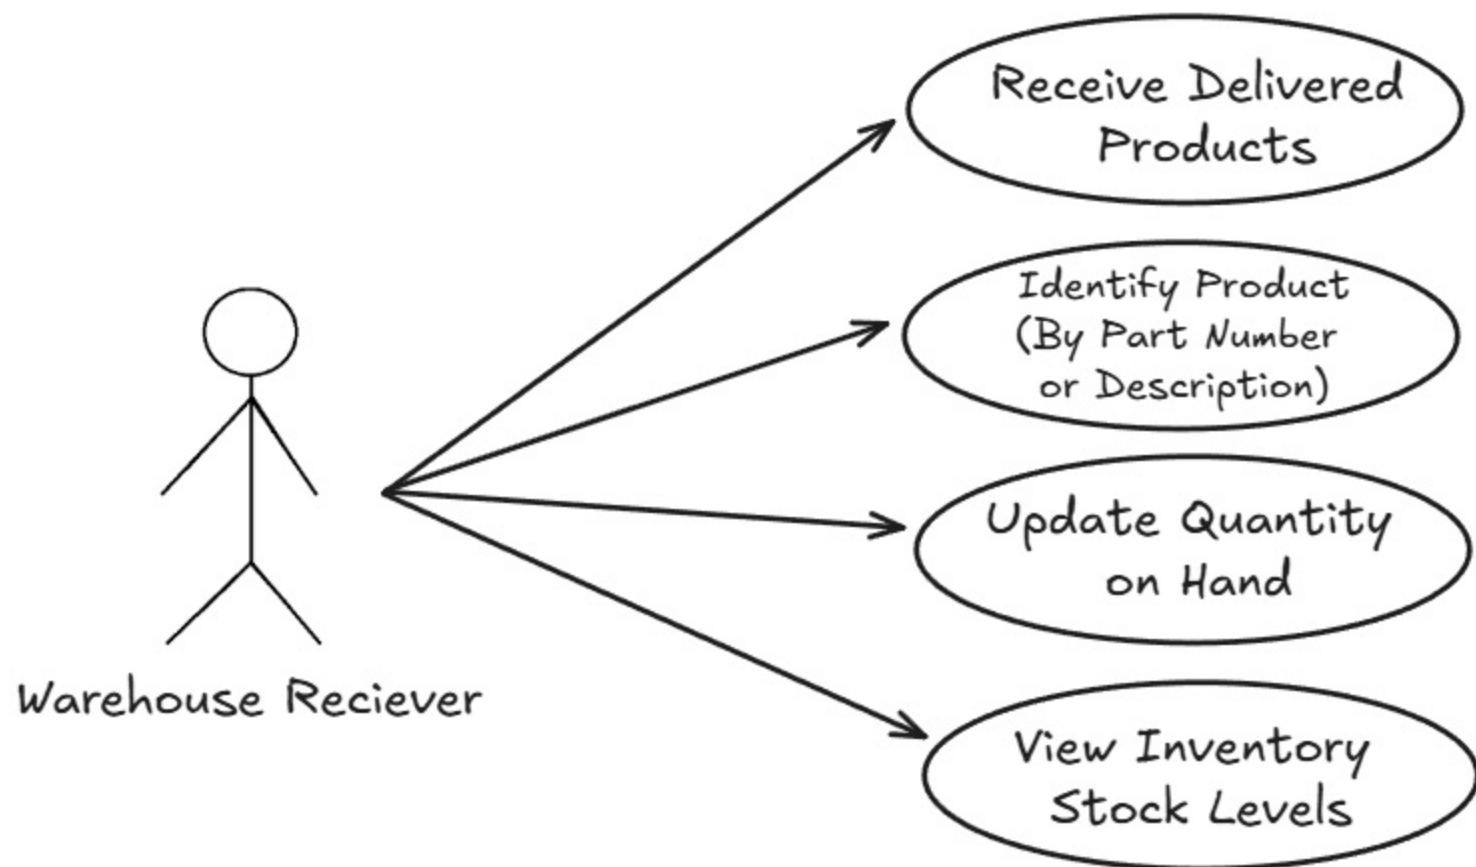 Receive Delivered
Products
Identify Product
(By Part Number
or Description)
Update Quantity
on Hand
View Inventory
Stock Levels
Warehouse Reciever